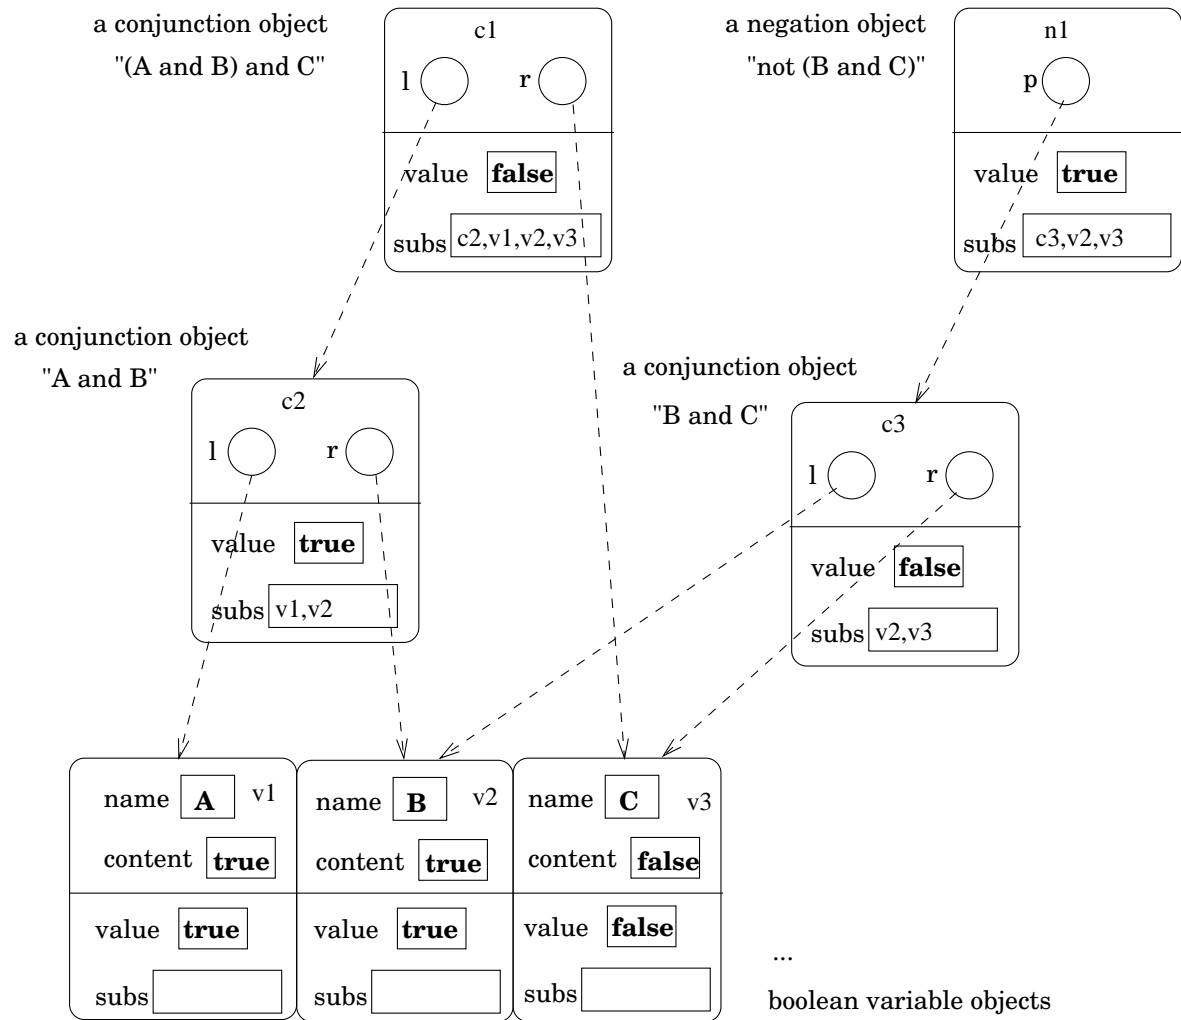 a conjunction object
"(A and B) and C"
c1
l r
value false
subs c2,v1,v2,v3
a negation object
"not (B and C)"
n1
p
value true
subs c3,v2,v3
a conjunction object
"A and B"
c2
l r
value true
subs v1,v2
a conjunction object
"B and C"
c3
l r
value false
subs v2,v3
name A v1
content true
value true
subs
name B v2
content true
value true
subs
name C v3
content false
value false
subs
...
boolean variable objects